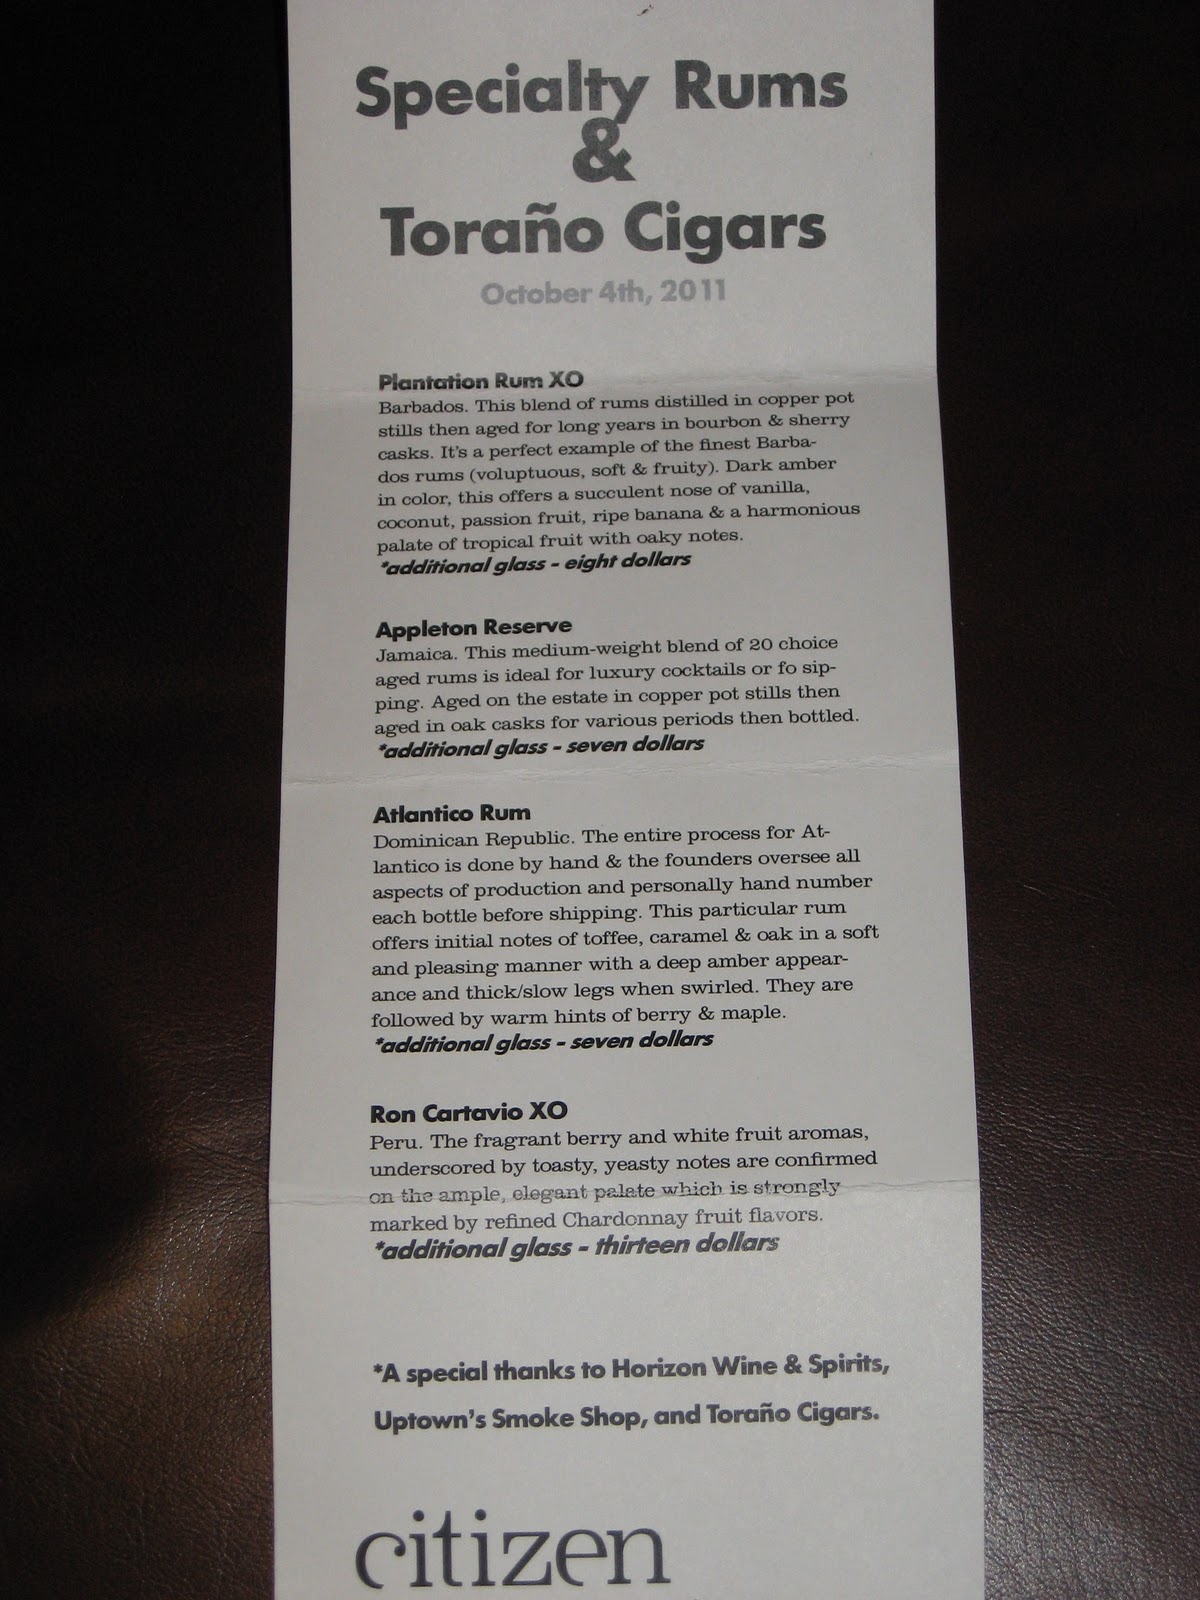 Specialty Rums
&
Toraño Cigars
October 4th, 2011
Plantation Rum XO
Barbados. This blend of rums distilled in copper pot
stills then aged for long years in bourbon & sherry
casks. It's a perfect example of the finest Barba-
dos rums (voluptuous, soft & fruity). Dark amber
in color, this offers a succulent nose of vanilla,
coconut, passion fruit, ripe banana & a harmonious
palate of tropical fruit with oaky notes.
*additional glass - eight dollars
Appleton Reserve
Jamaica. This medium-weight blend of 20 choice
aged rums is ideal for luxury cocktails or fo sip-
ping. Aged on the estate in copper pot stills then
aged in oak casks for various periods then bottled.
*additional glass - seven dollars
Atlantico Rum
Dominican Republic. The entire process for At-
lantico is done by hand & the founders oversee all
aspects of production and personally hand number
each bottle before shipping. This particular rum
offers initial notes of toffee, caramel & oak in a soft
and pleasing manner with a deep amber appear-
ance and thick/slow legs when swirled. They are
followed by warm hints of berry & maple.
*additional glass - seven dollars
Ron Cartavio XO
Peru. The fragrant berry and white fruit aromas,
underscored by toasty, yeasty notes are confirmed
on the ample, elegant palate which is strongly
marked by refined Chardonnay fruit flavors.
*additional glass - thirteen dollars
*A special thanks to Horizon Wine & Spirits,
Uptown's Smoke Shop, and Toraño Cigars.
citizen